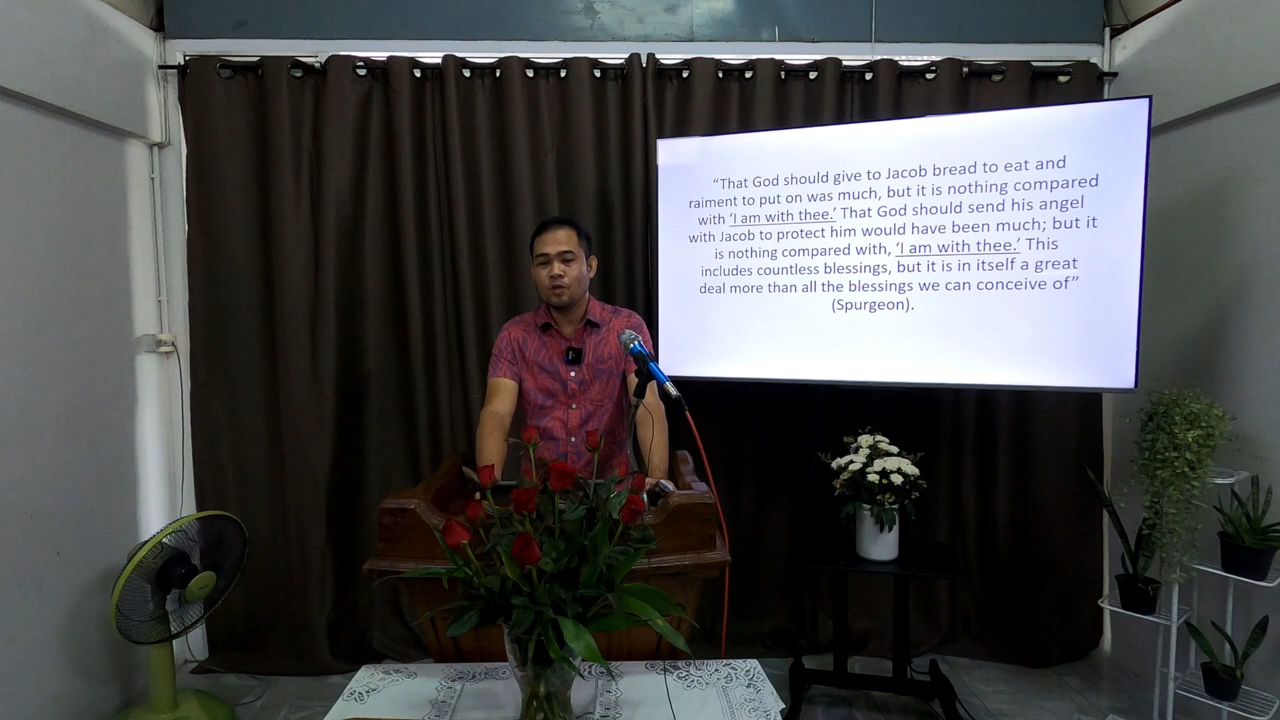 “That God should give to Jacob bread to eat and
raiment to put on was much, but it is nothing compared
with ‘I am with thee.’ That God should send his angel
with Jacob to protect him would have been much; but it
is nothing compared with, ‘I am with thee.’ This
includes countless blessings, but it is in itself a great
deal more than all the blessings we can conceive of”
(Spurgeon).